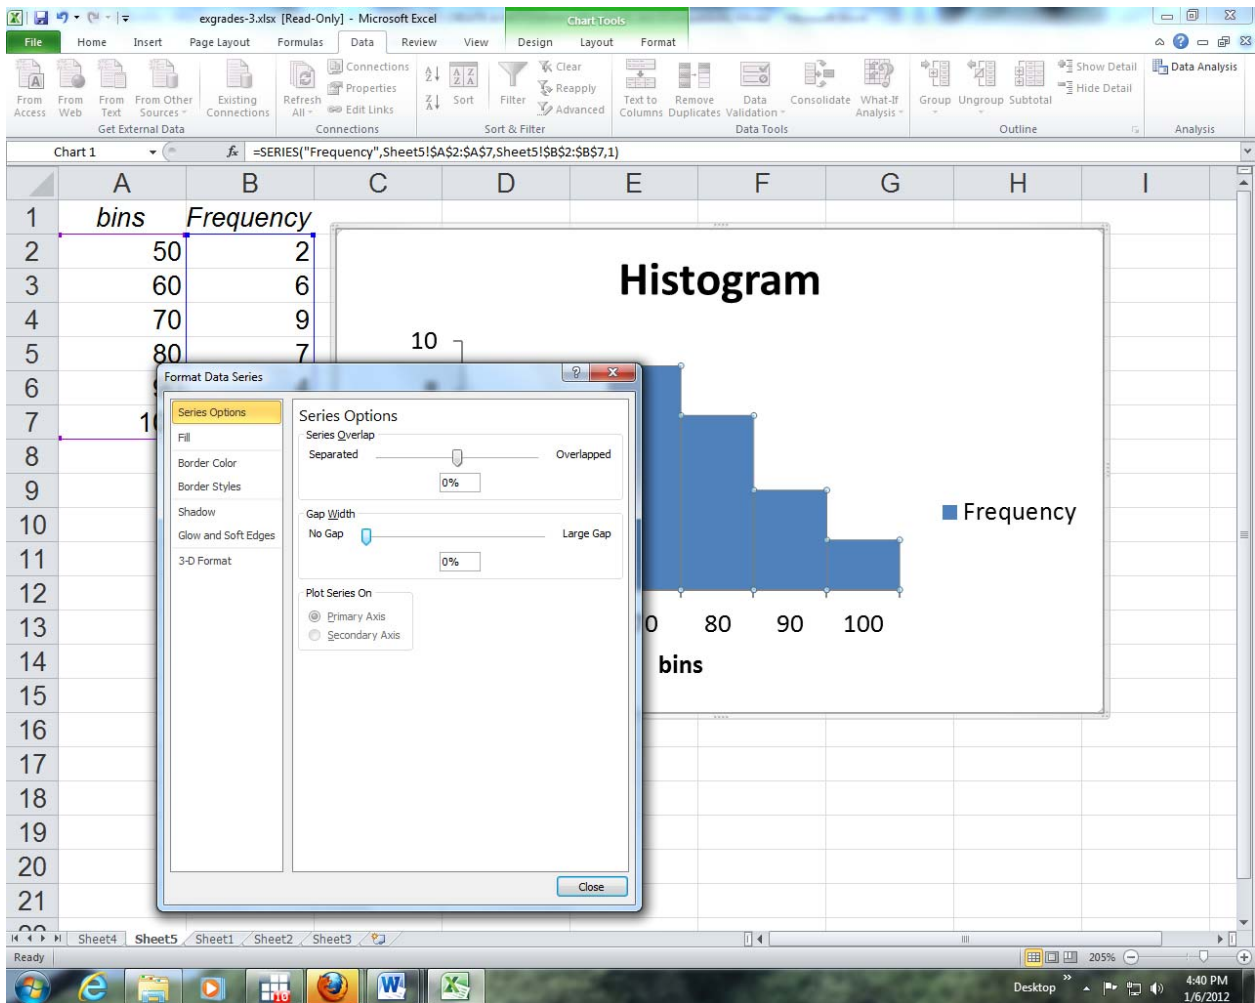 exgrades-3.xlsx [Read-Only] - Microsoft Excel
Chart Tools
File Home Insert Page Layout Formulas Data Review View Design Layout Format
From Access
From Web
From Text
From Other Sources
Existing Connections
Get External Data
Refresh All
Connections
Properties
Edit Links
Connections
Sort
Filter
Clear
Reapply
Advanced
Sort & Filter
Text to Columns
Remove Duplicates
Data Validation
Consolidate
What-If Analysis
Data Tools
Group
Ungroup
Subtotal
Show Detail
Hide Detail
Outline
Data Analysis
Analysis
Chart 1 fx =SERIES("Frequency",Sheet5!$A$2:$A$7,Sheet5!$B$2:$B$7,1)
A B C D E F G H I
1 bins Frequency
2 50 2
3 60 6
4 70 9
5 80 7
6
7
8
9
10
11
12
13
14
15
16
17
18
19
20
21
Histogram
10
Frequency
80 90 100
bins
Format Data Series
Series Options
Fill
Border Color
Border Styles
Shadow
Glow and Soft Edges
3-D Format
Series Options
Series Overlap
Separated Overlapped
0%
Gap Width
No Gap Large Gap
0%
Plot Series On
Primary Axis
Secondary Axis
Close
Sheet4 Sheet5 Sheet1 Sheet2 Sheet3
Ready 205%
Desktop 4:40 PM
1/6/2012